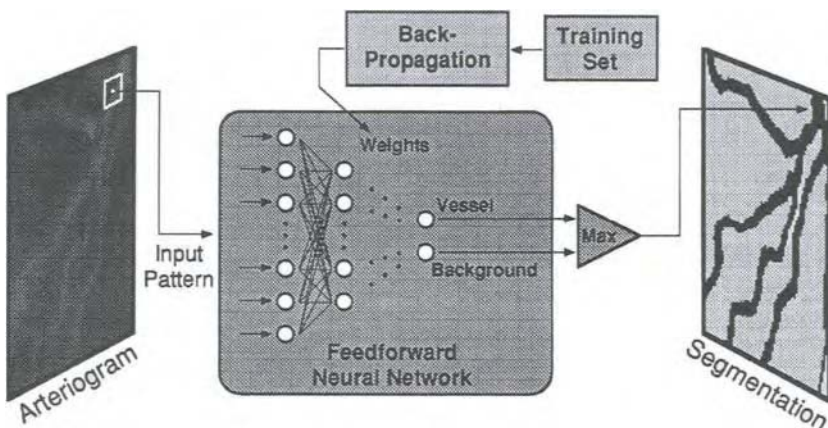 Back-
Propagation
Training
Set
Weights
Vessel
Max
Background
Input
Pattern
Feedforward
Neural Network
Arteriogram
Segmentation